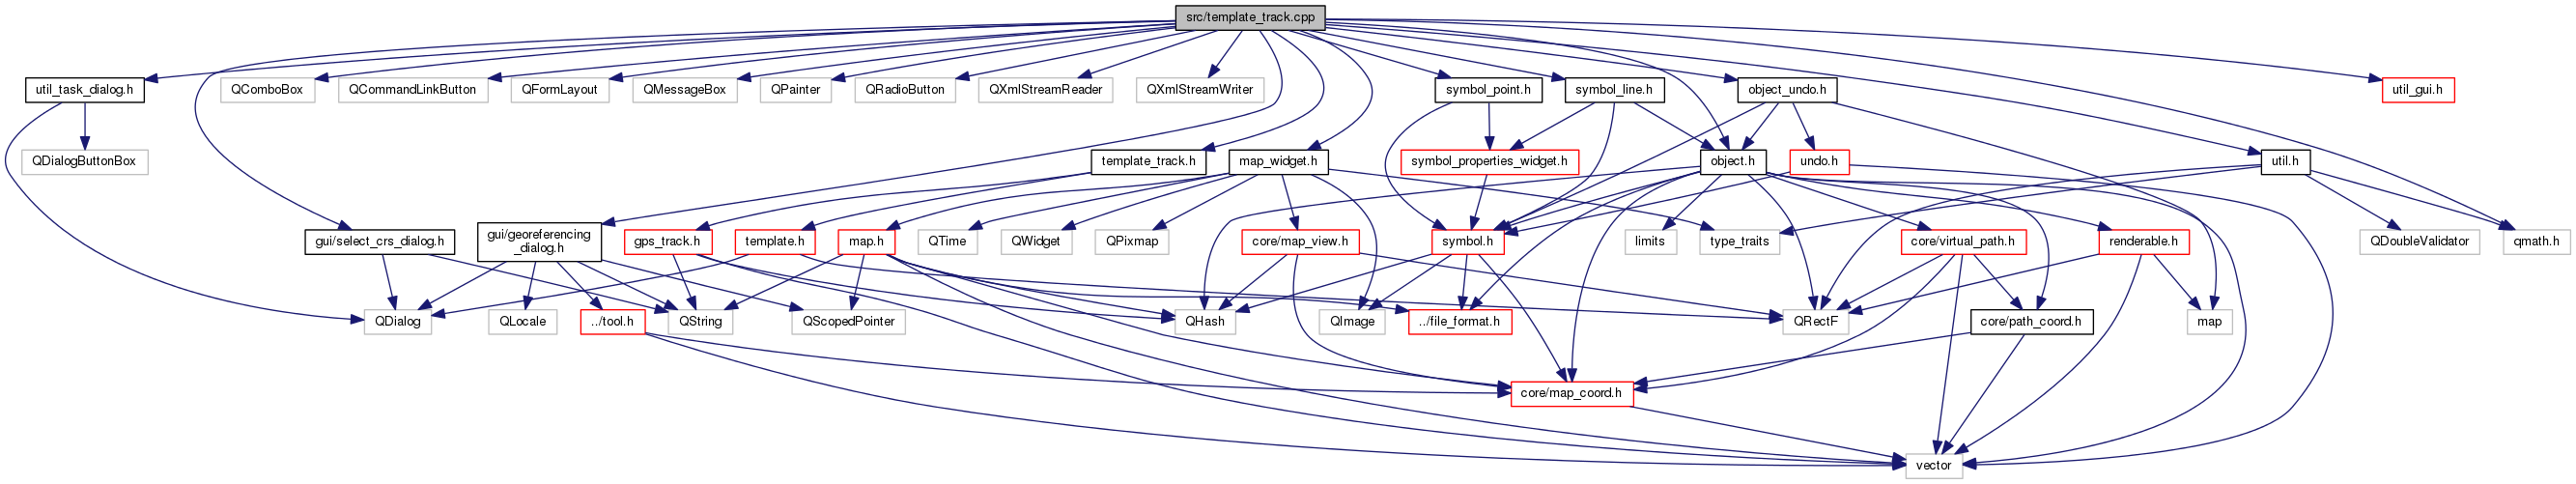 src/template_track.cpp
util_task_dialog.h
QComboBox
QCommandLinkButton
QFormLayout
QMessageBox
QPainter
QRadioButton
QXmlStreamReader
QXmlStreamWriter
symbol_point.h
symbol_line.h
object_undo.h
util_gui.h
QDialogButtonBox
template_track.h
map_widget.h
symbol_properties_widget.h
object.h
undo.h
util.h
gui/select_crs_dialog.h
gui/georeferencing
_dialog.h
gps_track.h
template.h
map.h
QTime
QWidget
QPixmap
core/map_view.h
symbol.h
limits
type_traits
core/virtual_path.h
renderable.h
QDoubleValidator
qmath.h
QDialog
QLocale
../tool.h
QString
QScopedPointer
QHash
QImage
../file_format.h
QRectF
core/path_coord.h
map
core/map_coord.h
vector